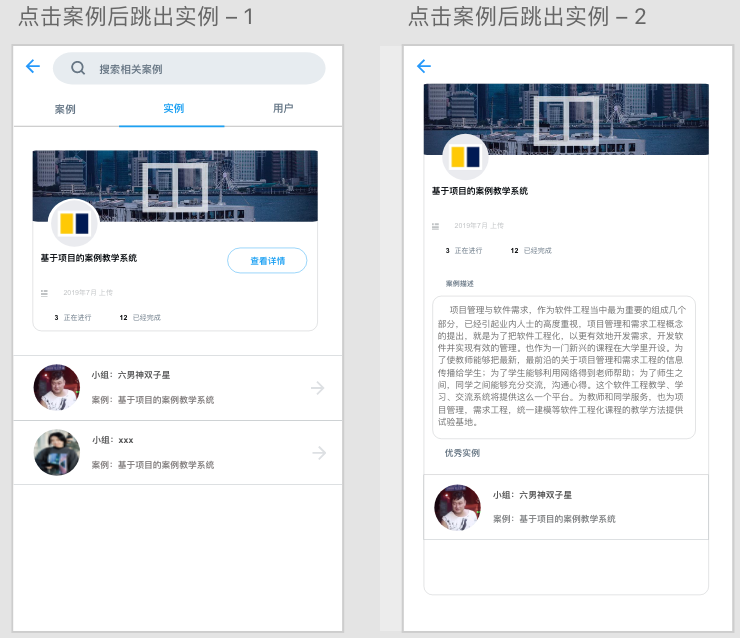 点击案例后跳出实例 – 1
搜索相关案例
案例
实例
用户
基于项目的案例教学系统
查看详情
2019年7月 上传
3 正在进行
12 已经完成
小组：六男神双子星
案例：基于项目的案例教学系统
小组：xxx
案例：基于项目的案例教学系统
点击案例后跳出实例 – 2
基于项目的案例教学系统
2019年7月 上传
3 正在进行
12 已经完成
案例描述
项目管理与软件需求，作为软件工程当中最为重要的组成几个
部分，已经引起业内人士的高度重视，项目管理和需求工程概念
的提出，就是为了把软件工程化，以更有效地开发需求，开发软
件并实现有效的管理。也作为一门新兴的课程在大学里开设。为
了使教师能够把最新，最前沿的关于项目管理和需求工程的信息
传播给学生；为了学生能够利用网络得到老师帮助；为了师生之
间，同学之间能够充分交流，沟通心得。这个软件工程教学、学
习、交流系统将提供这么一个平台。为教师和同学服务，也为项
目管理，需求工程，统一建模等软件工程化课程的教学方法提供
试验基地。
优秀实例
小组：六男神双子星
案例：基于项目的案例教学系统